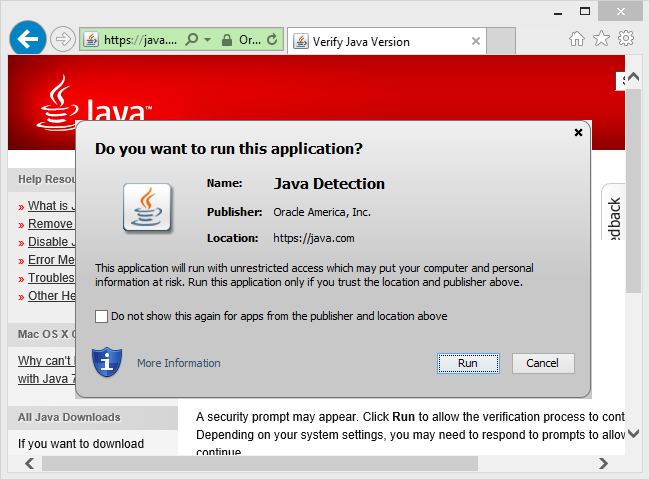 https://java....
Or...
Verify Java Version
Java™
Do you want to run this application?
Name: Java Detection
Publisher: Oracle America, Inc.
Location: https://java.com
This application will run with unrestricted access which may put your computer and personal
information at risk. Run this application only if you trust the location and publisher above.
Do not show this again for apps from the publisher and location above
More Information
Run
Cancel
Help Resou
» What is J
» Remove
» Disable J
» Error Me
» Troubles
» Other He
Mac OS X
Why can't
with Java 7
All Java Downloads
If you want to download
edback
A security prompt may appear. Click Run to allow the verification process to cont
Depending on your system settings, you may need to respond to prompts to allow
continue.